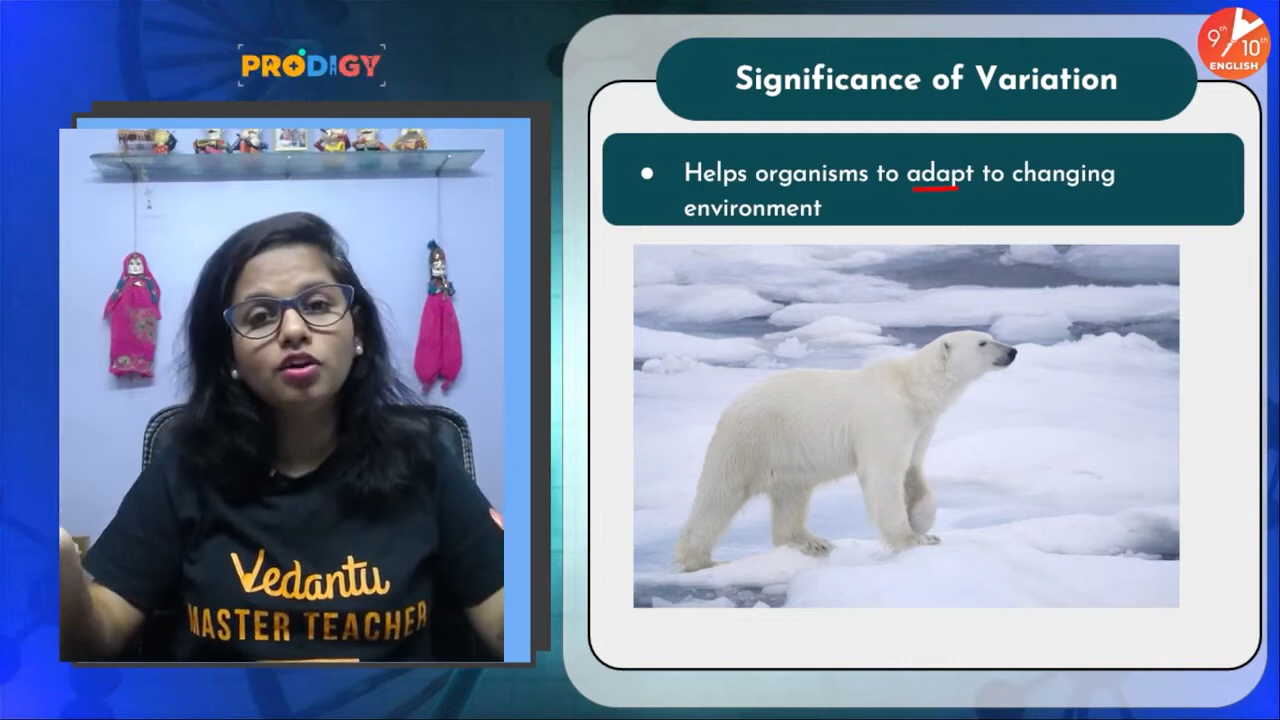 PRODIGY
9th 10th
ENGLISH
Significance of Variation
● Helps organisms to adapt to changing
environment
Vedantu
MASTER TEACHER